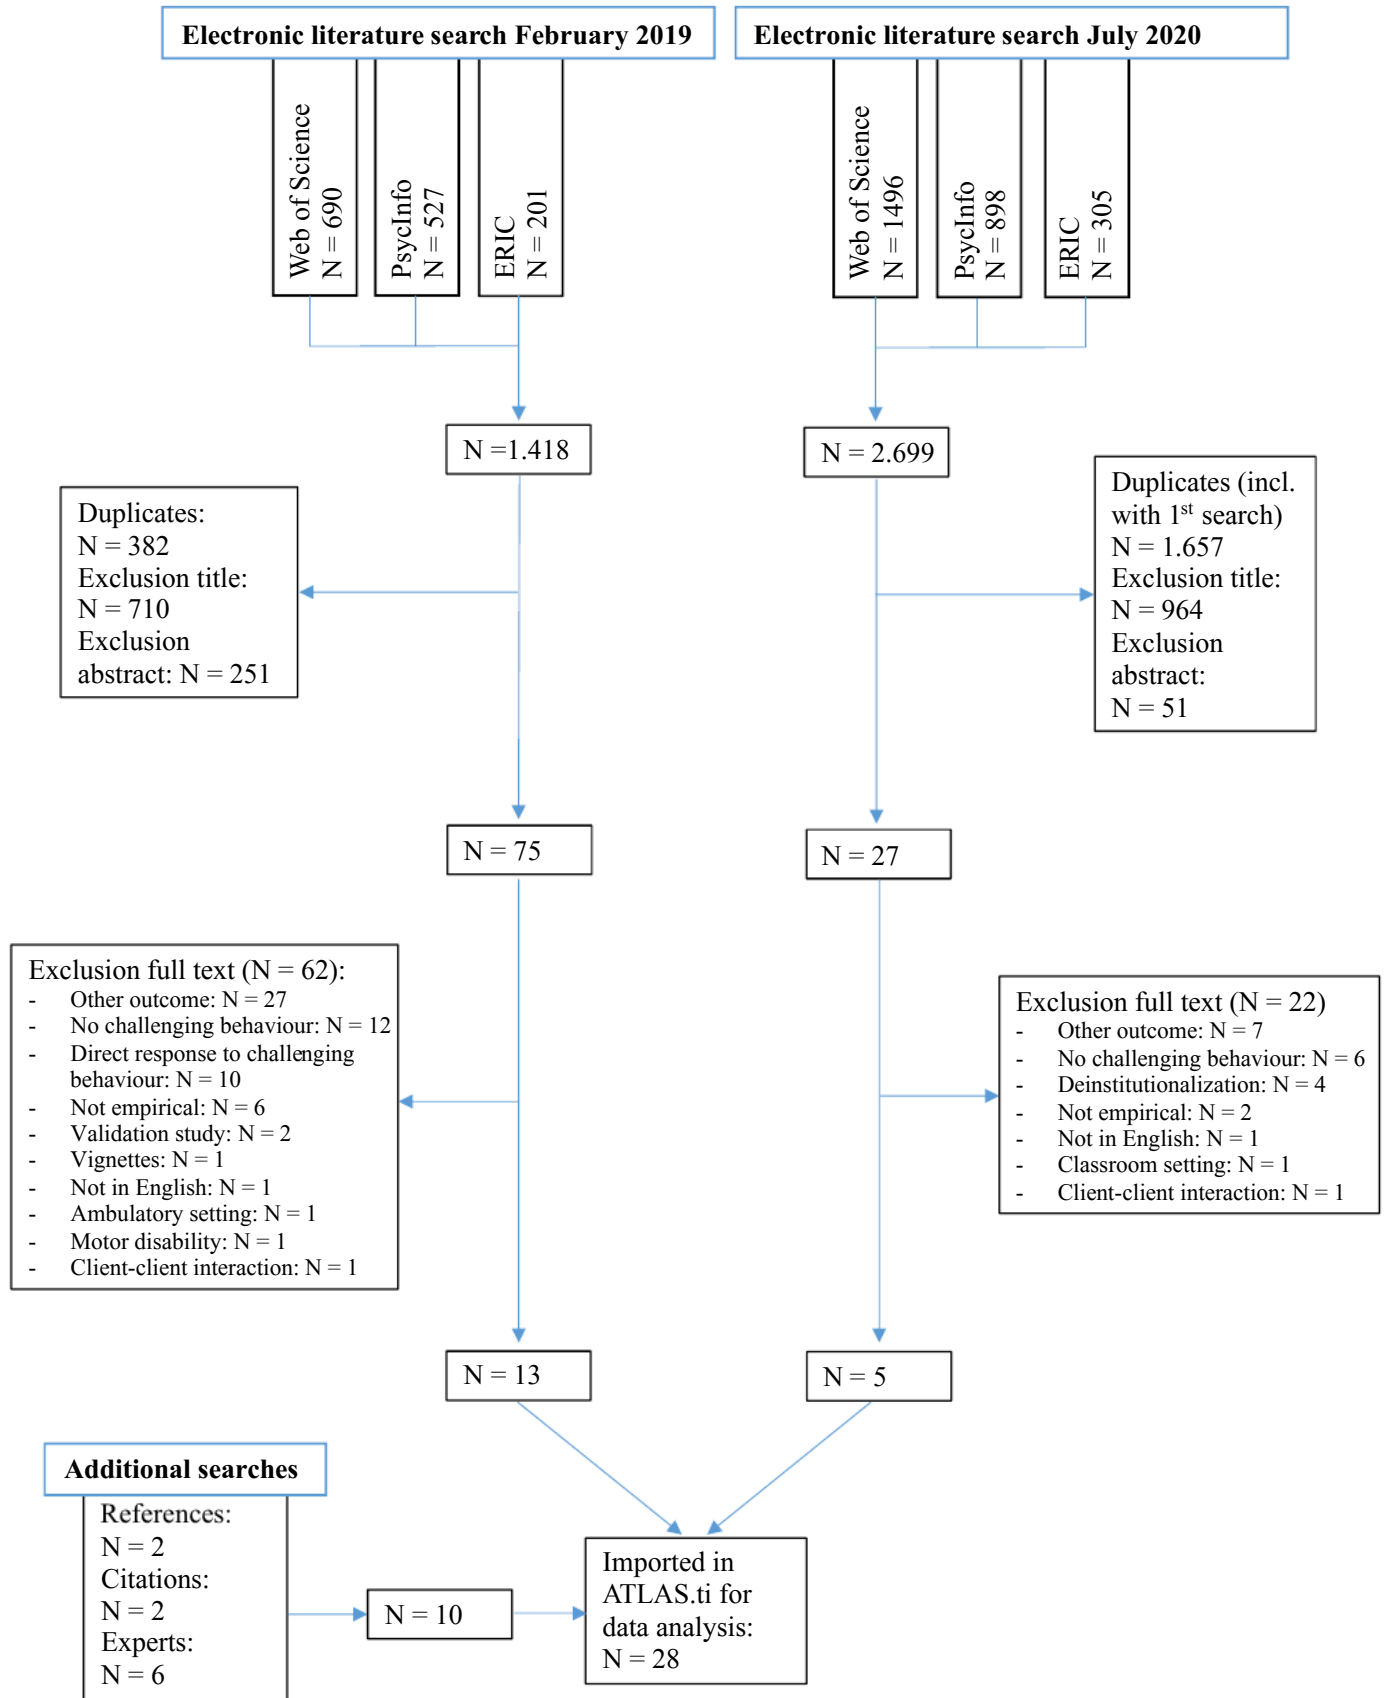 Electronic literature search February 2019
Electronic literature search July 2020
Web of Science
N = 690
PsycInfo
N = 527
ERIC
N = 201
Web of Science
N = 1496
PsycInfo
N = 898
ERIC
N = 305
N =1.418
N = 2.699
Duplicates:
N = 382
Exclusion title:
N = 710
Exclusion
abstract: N = 251
Duplicates (incl.
with 1st search)
N = 1.657
Exclusion title:
N = 964
Exclusion
abstract:
N = 51
N = 75
N = 27
Exclusion full text (N = 62):
- Other outcome: N = 27
- No challenging behaviour: N = 12
- Direct response to challenging
behaviour: N = 10
- Not empirical: N = 6
- Validation study: N = 2
- Vignettes: N = 1
- Not in English: N = 1
- Ambulatory setting: N = 1
- Motor disability: N = 1
- Client-client interaction: N = 1
Exclusion full text (N = 22)
- Other outcome: N = 7
- No challenging behaviour: N = 6
- Deinstitutionalization: N = 4
- Not empirical: N = 2
- Not in English: N = 1
- Classroom setting: N = 1
- Client-client interaction: N = 1
N = 13
N = 5
Additional searches
References:
N = 2
Citations:
N = 2
Experts:
N = 6
N = 10
Imported in
ATLAS.ti for
data analysis:
N = 28